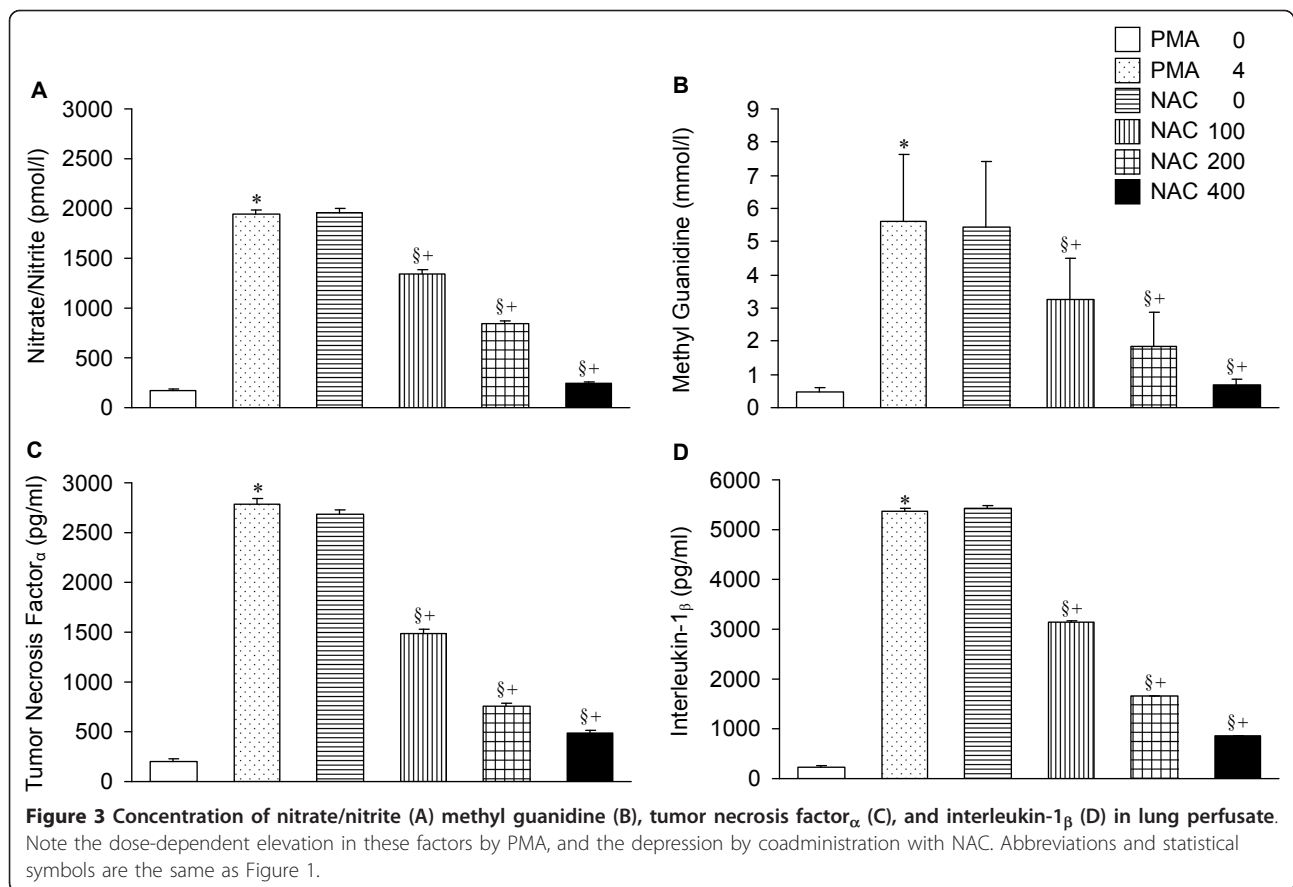 PMA 0
PMA 4
NAC 0
NAC 100
NAC 200
NAC 400
A
Nitrate/Nitrite (pmol/l)
3000
2500
2000
1500
1000
500
0
*
§+
§+
§+
B
Methyl Guanidine (mmol/l)
9
8
7
6
5
4
3
2
1
0
*
§+
§+
§+
C
Tumor Necrosis Factorα (pg/ml)
3000
2500
2000
1500
1000
500
0
*
§+
§+
§+
D
Interleukin-1β (pg/ml)
6000
5000
4000
3000
2000
1000
0
*
§+
§+
§+
Figure 3 Concentration of nitrate/nitrite (A) methyl guanidine (B), tumor necrosis factorα (C), and interleukin-1β (D) in lung perfusate.
Note the dose-dependent elevation in these factors by PMA, and the depression by coadministration with NAC. Abbreviations and statistical
symbols are the same as Figure 1.